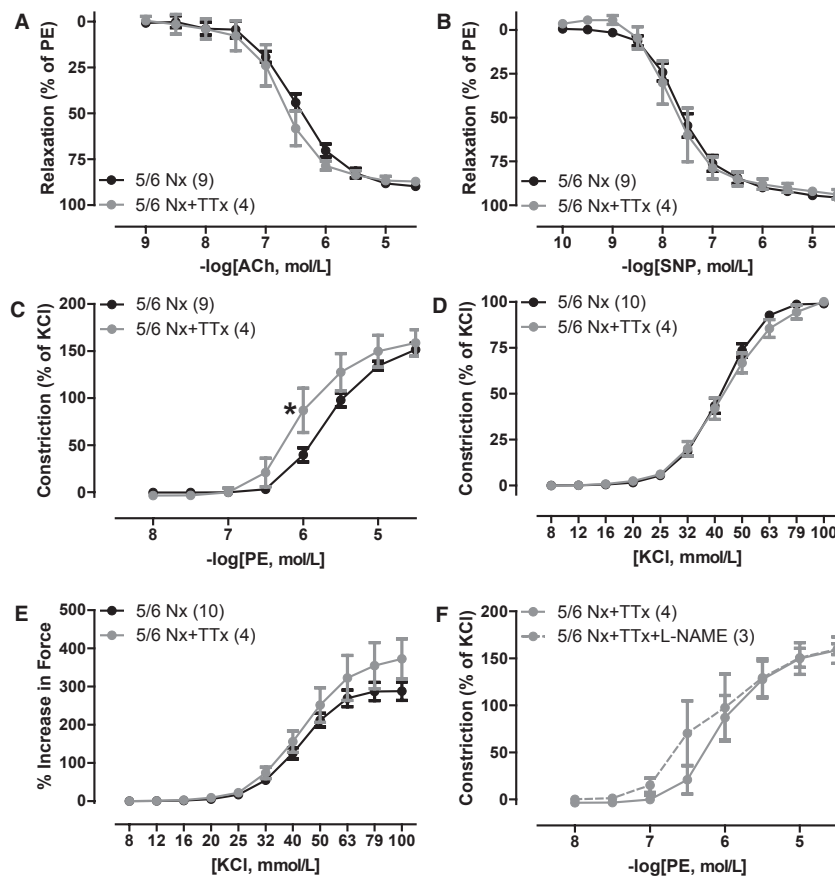 A
Relaxation (% of PE)
0
25
50
75
100
5/6 Nx (9)
5/6 Nx+TTx (4)
9 8 7 6 5
-log[ACh, mol/L]
B
Relaxation (% of PE)
0
25
50
75
100
5/6 Nx (9)
5/6 Nx+TTx (4)
10 9 8 7 6 5
-log[SNP, mol/L]
C
Constriction (% of KCl)
200
150
100
50
0
5/6 Nx (9)
5/6 Nx+TTx (4)
*
8 7 6 5
-log[PE, mol/L]
D
Constriction (% of KCl)
100
75
50
25
0
5/6 Nx (10)
5/6 Nx+TTx (4)
8 12 16 20 25 32 40 50 63 79 100
[KCl, mmol/L]
E
% Increase in Force
500
400
300
200
100
0
5/6 Nx (10)
5/6 Nx+TTx (4)
8 12 16 20 25 32 40 50 63 79 100
[KCl, mmol/L]
F
Constriction (% of KCl)
200
150
100
50
0
5/6 Nx+TTx (4)
5/6 Nx+TTx+L-NAME (3)
8 7 6 5
-log[PE, mol/L]